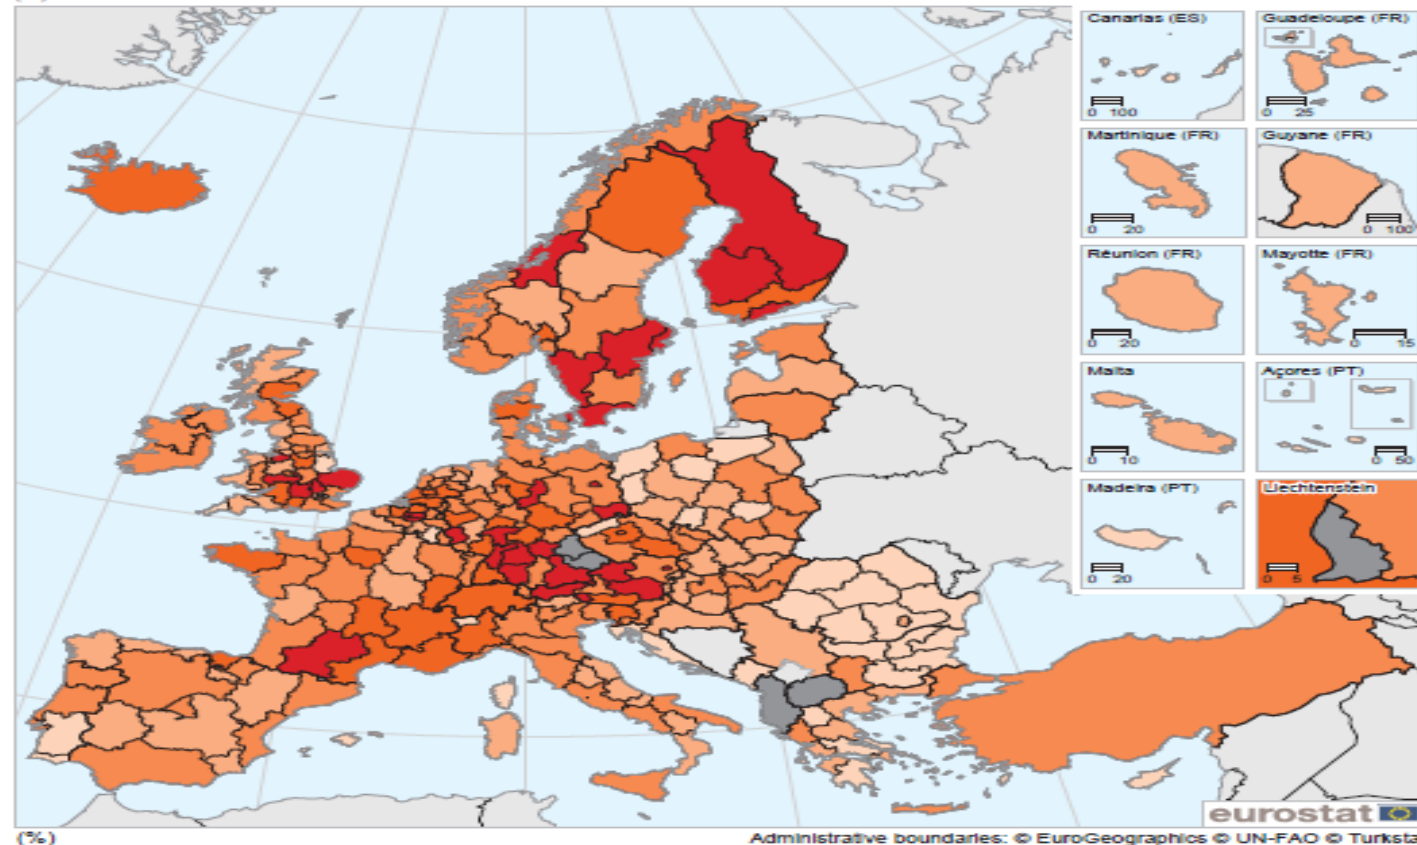 Canarias (ES)
0 100
Guadeloupe (FR)
0 25
Martinique (FR)
0 20
Guyane (FR)
0 100
Réunion (FR)
0 20
Mayotte (FR)
0 15
Malta
0 10
Açores (PT)
0 50
Madeira (PT)
0 20
Liechtenstein
0 5
eurostat
(%)
Administrative boundaries: © EuroGeographics © UN-FAO © Turksta